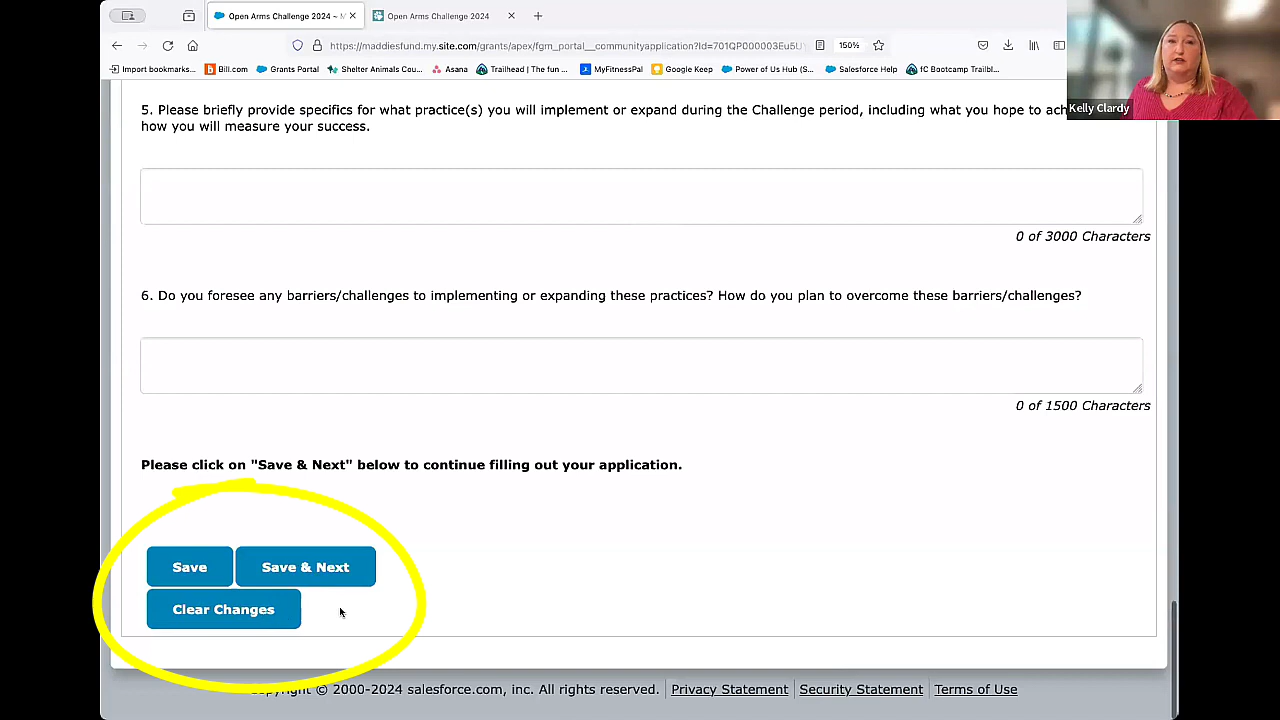 Open Arms Challenge 2024 ~ M
Open Arms Challenge 2024
https://maddiesfund.my.site.com/grants/apex/fgm_portal__communityapplication?Id=701QP000003Eu5U
150%
Import bookmarks...
Bill.com
Grants Portal
Shelter Animals Cou...
Asana
Trailhead | The fun ...
MyFitnessPal
Google Keep
Power of Us Hub (S...
Salesforce Help
fC Bootcamp Trailbl...
Kelly Clardy
5. Please briefly provide specifics for what practice(s) you will implement or expand during the Challenge period, including what you hope to ach
how you will measure your success.
0 of 3000 Characters
6. Do you foresee any barriers/challenges to implementing or expanding these practices? How do you plan to overcome these barriers/challenges?
0 of 1500 Characters
Please click on "Save & Next" below to continue filling out your application.
Save
Save & Next
Clear Changes
Copyright © 2000-2024 salesforce.com, inc. All rights reserved.
Privacy Statement
Security Statement
Terms of Use